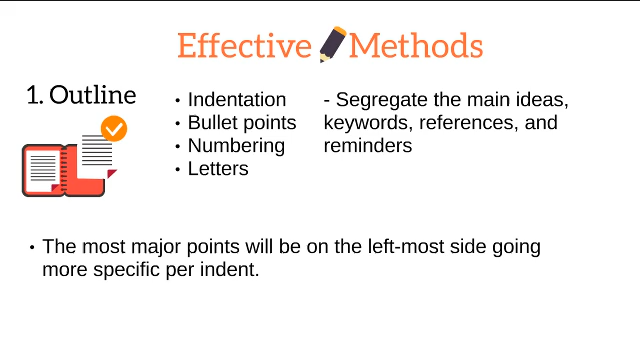 Effective Methods
1. Outline
• Indentation
• Bullet points
• Numbering
• Letters
- Segregate the main ideas,
keywords, references, and
reminders
• The most major points will be on the left-most side going
more specific per indent.